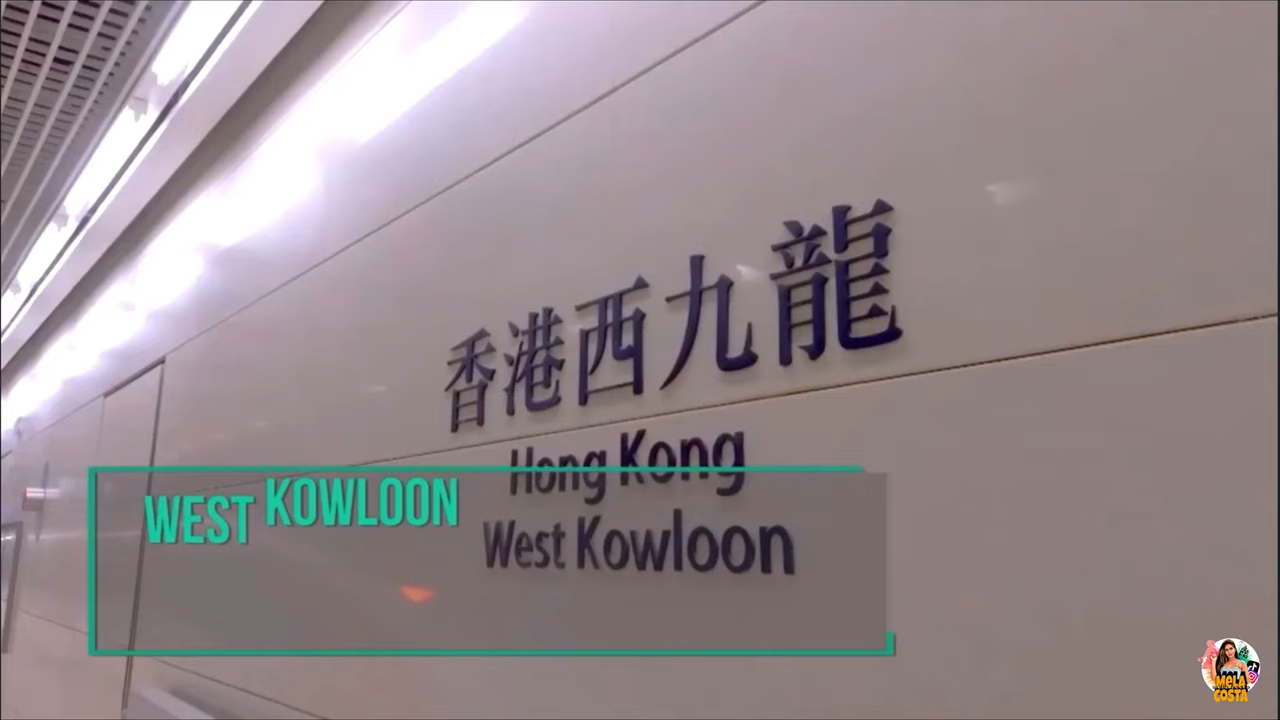 香港西九龍
Hong Kong
West Kowloon
WEST KOWLOON
MELA
COSTA